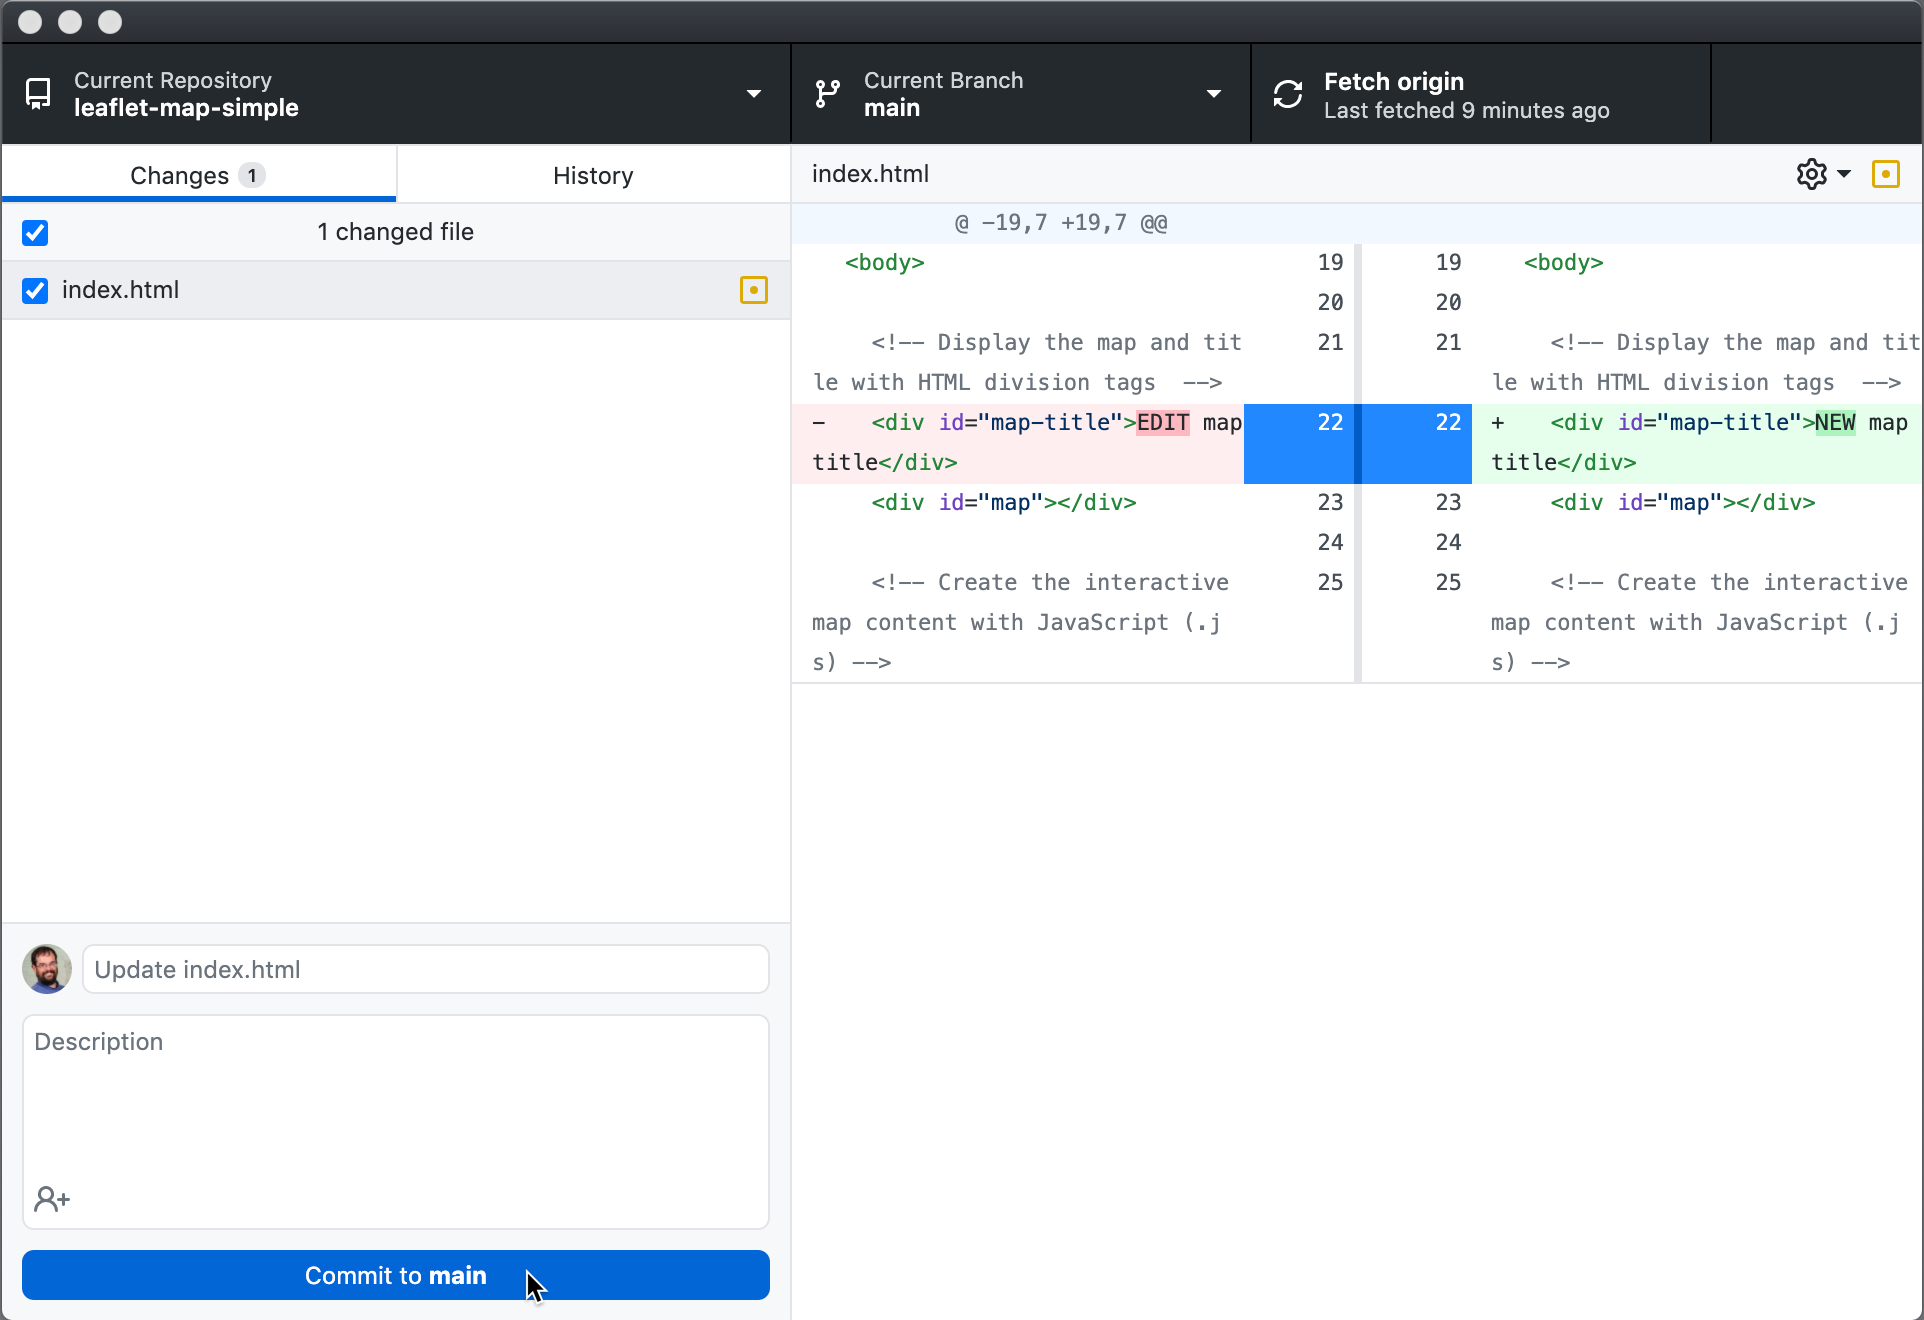 Current Repository
leaflet-map-simple
Current Branch
main
Fetch origin
Last fetched 9 minutes ago
Changes 1
History
1 changed file
index.html
Update index.html
Description
Commit to main
index.html
@ -19,7 +19,7 @@
<body> 19
20
<!-- Display the map and tit 21
le with HTML division tags -->
- <div id="map-title">EDIT map 22
title</div>
<div id="map"></div> 23
24
<!-- Create the interactive 25
map content with JavaScript (.j
s) -->
19 <body>
20
21 <!-- Display the map and tit
le with HTML division tags -->
22 + <div id="map-title">NEW map
title</div>
23 <div id="map"></div>
24
25 <!-- Create the interactive
map content with JavaScript (.j
s) -->